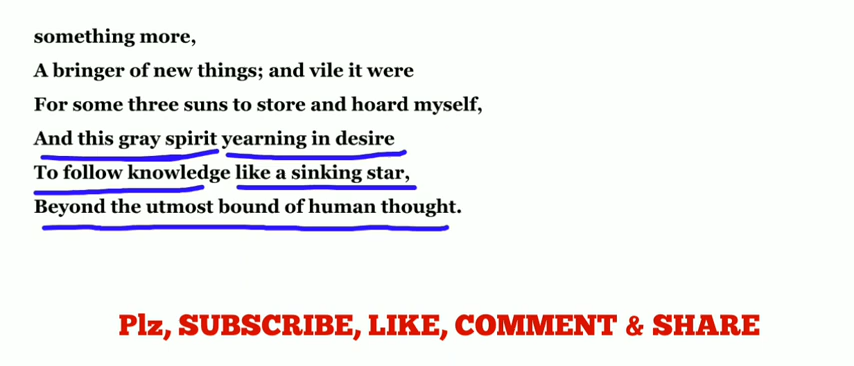 something more,
A bringer of new things; and vile it were
For some three suns to store and hoard myself,
And this gray spirit yearning in desire
To follow knowledge like a sinking star,
Beyond the utmost bound of human thought.
Plz, SUBSCRIBE, LIKE, COMMENT & SHARE